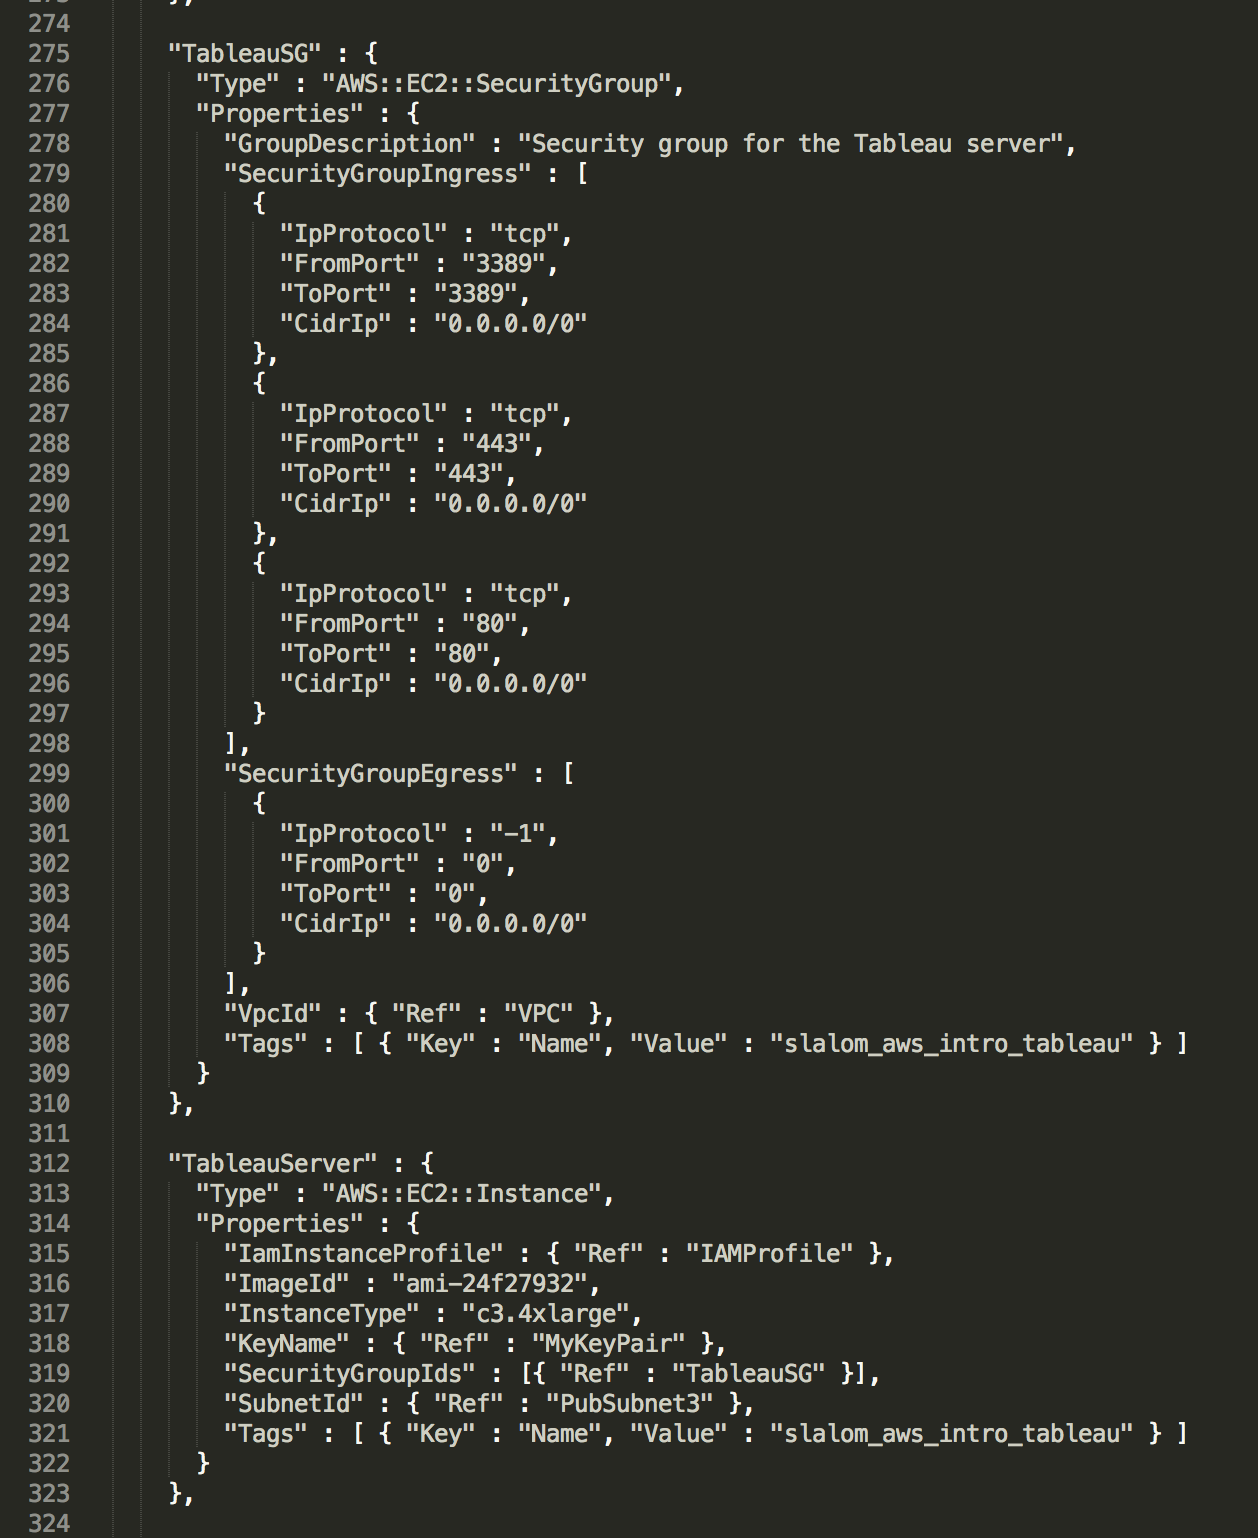 274
275 "TableauSG" : {
276 "Type" : "AWS::EC2::SecurityGroup",
277 "Properties" : {
278 "GroupDescription" : "Security group for the Tableau server",
279 "SecurityGroupIngress" : [
280 {
281 "IpProtocol" : "tcp",
282 "FromPort" : "3389",
283 "ToPort" : "3389",
284 "CidrIp" : "0.0.0.0/0"
285 },
286 {
287 "IpProtocol" : "tcp",
288 "FromPort" : "443",
289 "ToPort" : "443",
290 "CidrIp" : "0.0.0.0/0"
291 },
292 {
293 "IpProtocol" : "tcp",
294 "FromPort" : "80",
295 "ToPort" : "80",
296 "CidrIp" : "0.0.0.0/0"
297 }
298 ],
299 "SecurityGroupEgress" : [
300 {
301 "IpProtocol" : "-1",
302 "FromPort" : "0",
303 "ToPort" : "0",
304 "CidrIp" : "0.0.0.0/0"
305 }
306 ],
307 "VpcId" : { "Ref" : "VPC" },
308 "Tags" : [ { "Key" : "Name", "Value" : "slalom_aws_intro_tableau" } ]
309 }
310 },
311
312 "TableauServer" : {
313 "Type" : "AWS::EC2::Instance",
314 "Properties" : {
315 "IamInstanceProfile" : { "Ref" : "IAMProfile" },
316 "ImageId" : "ami-24f27932",
317 "InstanceType" : "c3.4xlarge",
318 "KeyName" : { "Ref" : "MyKeyPair" },
319 "SecurityGroupIds" : [{ "Ref" : "TableauSG" }],
320 "SubnetId" : { "Ref" : "PubSubnet3" },
321 "Tags" : [ { "Key" : "Name", "Value" : "slalom_aws_intro_tableau" } ]
322 }
323 },
324